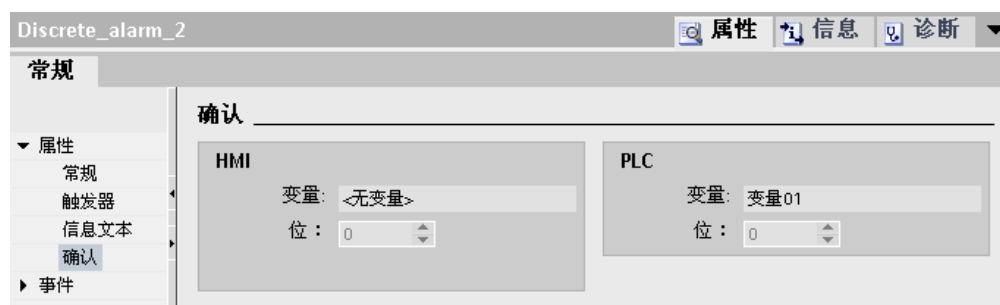 Discrete_alarm_2 属性 信息 诊断
常规
确认
属性
常规
触发器
信息文本
确认
事件
HMI
变量: <无变量>
位： 0
PLC
变量: 变量01
位： 0